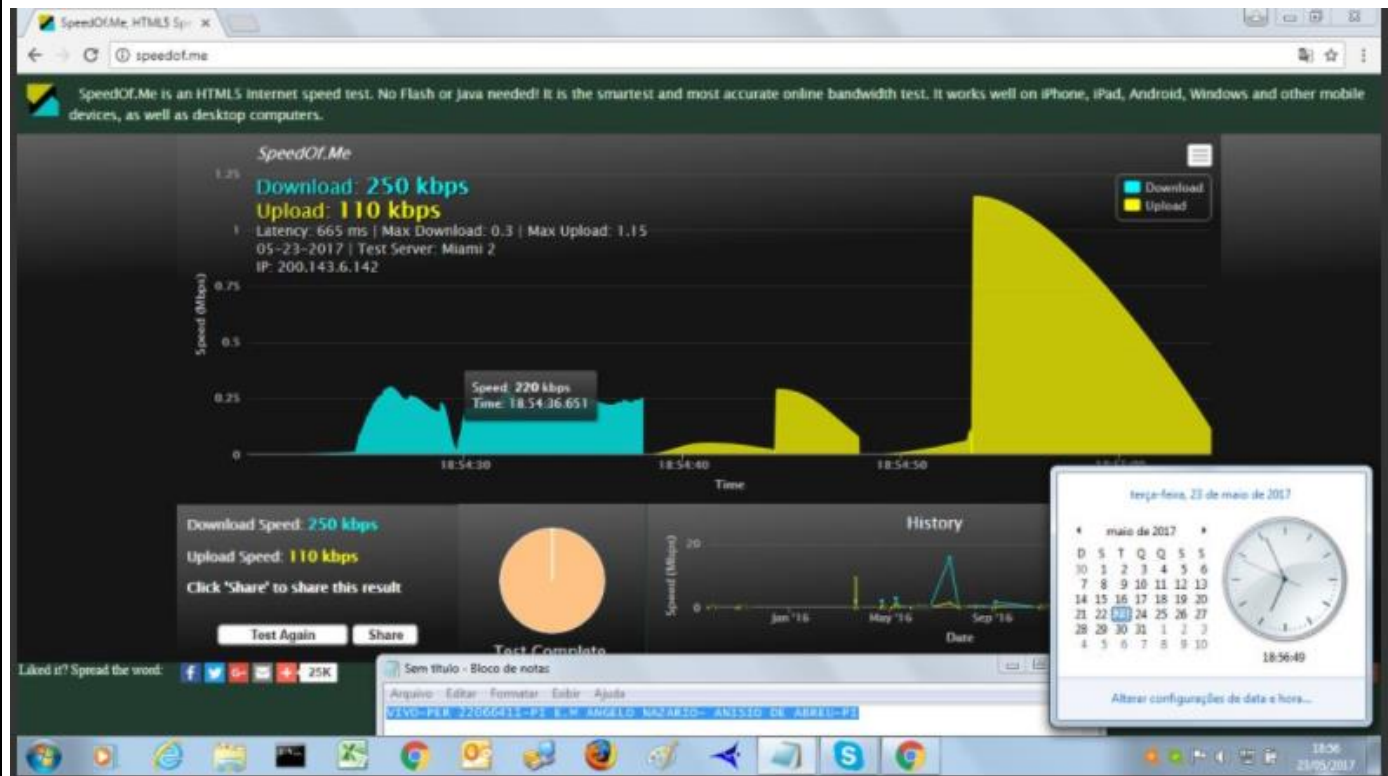 SpeedOf.Me, HTML5 Sp
speedof.me
SpeedOf.Me is an HTML5 Internet speed test. No Flash or Java needed! It is the smartest and most accurate online bandwidth test. It works well on iPhone, iPad, Android, Windows and other mobile
devices, as well as desktop computers.
SpeedOf.Me
Download: 250 kbps
Upload: 110 kbps
Latency: 665 ms | Max Download: 0.3 | Max Upload: 1.15
05-23-2017 | Test Server: Miami 2
IP: 200.143.6.142
Download
Upload
1.25
1
0.75
0.5
0.25
0
Speed (Mbps)
Speed: 220 kbps
Time: 18:54:36.651
18:54:30
18:54:40
18:54:50
Time
Download Speed: 250 kbps
Upload Speed: 110 kbps
Click 'Share' to share this result
Test Again
Share
Test Complete
History
Speed (Mbps)
20
0
Jan '16
May '16
Sep '16
Date
terça-feira, 23 de maio de 2017
maio de 2017
D S T Q Q S S
30 1 2 3 4 5 6
7 8 9 10 11 12 13
14 15 16 17 18 19 20
21 22 23 24 25 26 27
28 29 30 31 1 2 3
4 5 6 7 8 9 10
18:56:49
Alterar configurações de data e hora...
Liked it? Spread the word:
25K
Sem título - Bloco de notas
Arquivo Editar Formatar Exibir Ajuda
VIVO-PER 22066411-PI E.M ANGELO NAZARIO- ANISIO DE ABREU-PI
18:56
23/05/2017